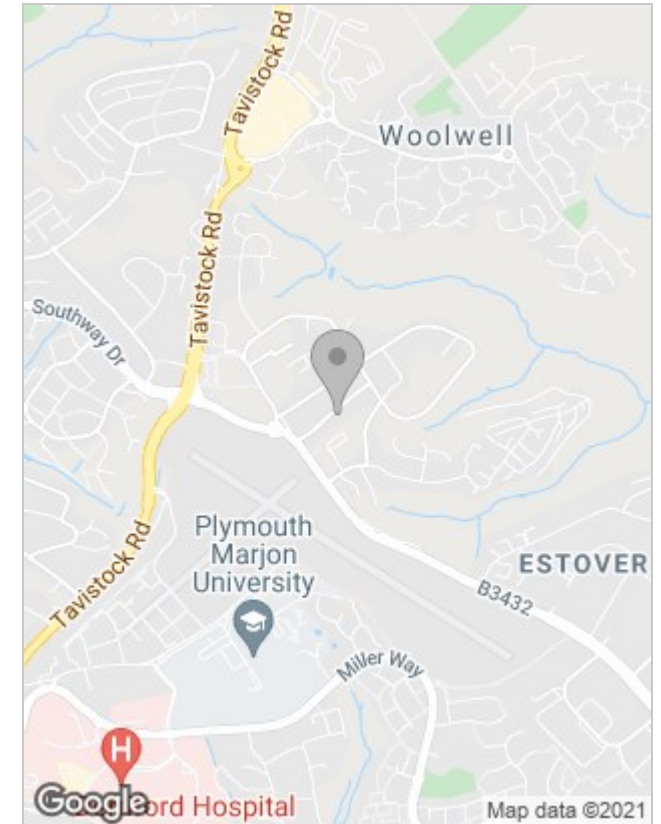 Tavistock Rd
Woolwell
Tavistock Rd
Southway Dr
Plymouth
Marjon
University
ESTOVER
B3432
Tavistock Rd
Miller Way
H
Google
ford Hospital
Map data ©2021